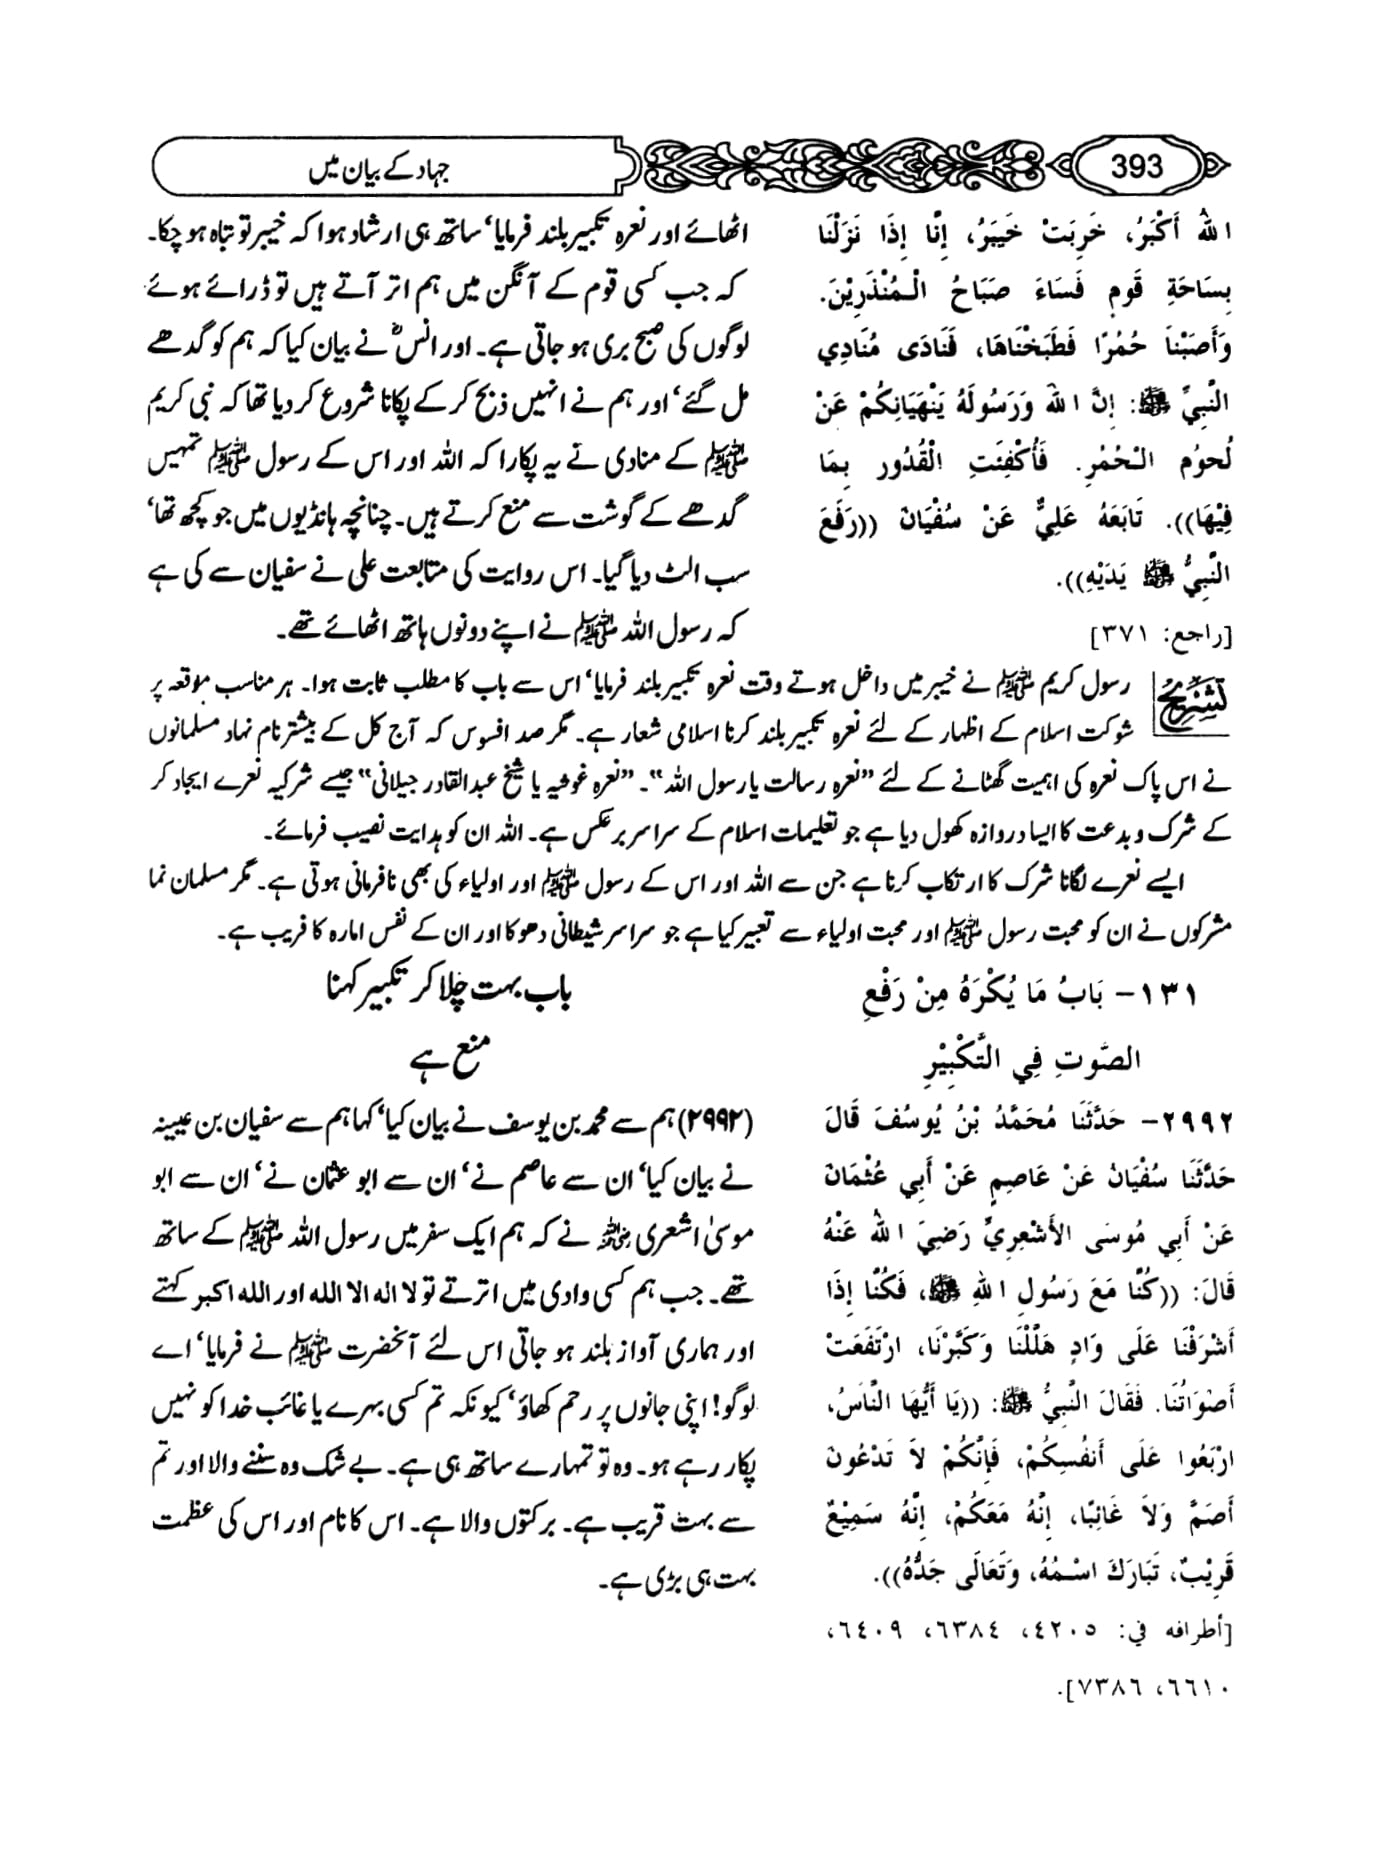 393
جہاد کے بیان میں
اللهُ أَكْبَرُ، خَرِبَتْ خَيبَرُ، إِنَّا إِذَا نَزَلْنَا
بِسَاحَةِ قَومٍ فَسَاءَ صَبَاحُ الْمُنْذَرِيْنَ.
وَأَصَبْنَا حُمُرًا فَطَبَخْنَاهَا، فَنَادَى مُنَادِي
النَّبِيِّ ﷺ: إِنَّ اللهَ وَرَسُولَهُ يَنْهَيَانِكُمْ عَنْ
لُحوْمِ الْحُمْرِ. فَأُكْفِئَتِ الْقُدُور بِمَا
فِيْهَا)). تَابَعَهُ عَلِيٌّ عَنْ سُفْيَانَ ((رَفَعَ
النَّبِيُّ ﷺ يَدَيْهِ)).
[راجع: ٣٧١]
اٹھائے اور نعرہ تکبیر بلند فرمایا‘ ساتھ ہی ارشاد ہوا کہ خیبر تو تباہ ہو چکا۔
کہ جب کسی قوم کے آنگن میں ہم اتر آتے ہیں تو ڈرائے ہوئے
لوگوں کی صبح بری ہو جاتی ہے۔ اور انسؓ نے بیان کیا کہ ہم کو گدھے
مل گئے‘ اور ہم نے انہیں ذبح کر کے پکانا شروع کر دیا تھا کہ نبی کریم
ﷺ کے منادی نے یہ پکارا کہ اللہ اور اس کے رسول ﷺ تمہیں
گدھے کے گوشت سے منع کرتے ہیں۔ چنانچہ ہانڈیوں میں جو کچھ تھا‘
سب الٹ دیا گیا۔ اس روایت کی متابعت علی نے سفیان سے کی ہے
کہ رسول اللہ ﷺ نے اپنے دونوں ہاتھ اٹھائے تھے۔
تشریح رسول کریم ﷺ نے خیبر میں داخل ہوتے وقت نعرہ تکبیر بلند فرمایا‘ اس سے باب کا مطلب ثابت ہوا۔ ہر مناسب موقعہ پر
شوکت اسلام کے اظہار کے لئے نعرہ تکبیر بلند کرنا اسلامی شعار ہے۔ مگر صد افسوس کہ آج کل کے بیشتر نام نہاد مسلمانوں
نے اس پاک نعرہ کی اہمیت گھٹانے کے لئے ”نعرہ رسالت یا رسول اللہ“۔ ”نعرہ غوثیہ یا شیخ عبدالقادر جیلانی“ جیسے شرکیہ نعرے ایجاد کر
کے شرک و بدعت کا ایسا دروازہ کھول دیا ہے جو تعلیمات اسلام کے سراسر بر عکس ہے۔ اللہ ان کو ہدایت نصیب فرمائے۔
ایسے نعرے لگانا شرک کا ارتکاب کرنا ہے جن سے اللہ اور اس کے رسول ﷺ اور اولیاء کی بھی نافرمانی ہوتی ہے۔ مگر مسلمان نما
مشرکوں نے ان کو محبت رسول ﷺ اور محبت اولیاء سے تعبیر کیا ہے جو سراسر شیطانی دھوکا اور ان کے نفس امارہ کا فریب ہے۔
١٣١- بَابُ مَا يُكْرَهُ مِنْ رَفْعِ
الصَّوتِ فِي التَّكْبِيْرِ
باب بہت چلا کر تکبیر کہنا
منع ہے
٢٩٩٢- حَدَّثَنَا مُحَمَّدُ بْنُ يُوسُفَ قَالَ
حَدَّثَنَا سُفْيَانُ عَنْ عَاصِمٍ عَنْ أَبِي عُثْمَانَ
عَنْ أَبِي مُوسَى الأَشْعرِيِّ رَضِيَ اللهُ عَنْهُ
قَالَ: ((كُنَّا مَعَ رَسُولِ اللهِ ﷺ، فَكُنَّا إِذَا
أَشْرَفْنَا عَلَى وَادٍ هَلَّلْنَا وَكَبَّرْنَا، ارْتَفَعَتْ
أَصْوَاتُنَا. فَقَالَ النَّبِيُّ ﷺ: ((يَا أَيُّهَا النَّاسُ،
ارْبَعُوا عَلَى أَنفُسِكُمْ، فَإِنَّكُمْ لاَ تَدْعُونَ
أَصَمَّ وَلاَ غَائِبًا، إِنَّهُ مَعَكُمْ، إِنَّهُ سَمِيْعٌ
قَرِيْبٌ، تَبَارَكَ اسْمُهُ، وَتَعَالَى جَدُّهُ)).
[أطرافه في: ٤٢٠٥، ٦٣٨٤، ٦٤٠٩،
٦٦١٠، ٧٣٨٦].
(۲۹۹۲) ہم سے محمد بن یوسف نے بیان کیا‘ کہا ہم سے سفیان بن عیینہ
نے بیان کیا‘ ان سے عاصم نے‘ ان سے ابو عثمان نے‘ ان سے ابو
موسیٰ اشعری رضی اللہ عنہ نے کہ ہم ایک سفر میں رسول اللہ ﷺ کے ساتھ
تھے۔ جب ہم کسی وادی میں اترتے تو لا الہ الا اللہ اور اللہ اکبر کہتے
اور ہماری آواز بلند ہو جاتی اس لئے آنحضرت ﷺ نے فرمایا‘ اے
لوگو! اپنی جانوں پر رحم کھاؤ‘ کیونکہ تم کسی بہرے یا غائب خدا کو نہیں
پکار رہے ہو۔ وہ تو تمہارے ساتھ ہی ہے۔ بے شک وہ سننے والا اور تم
سے بہت قریب ہے۔ برکتوں والا ہے۔ اس کا نام اور اس کی عظمت
بہت ہی بڑی ہے۔